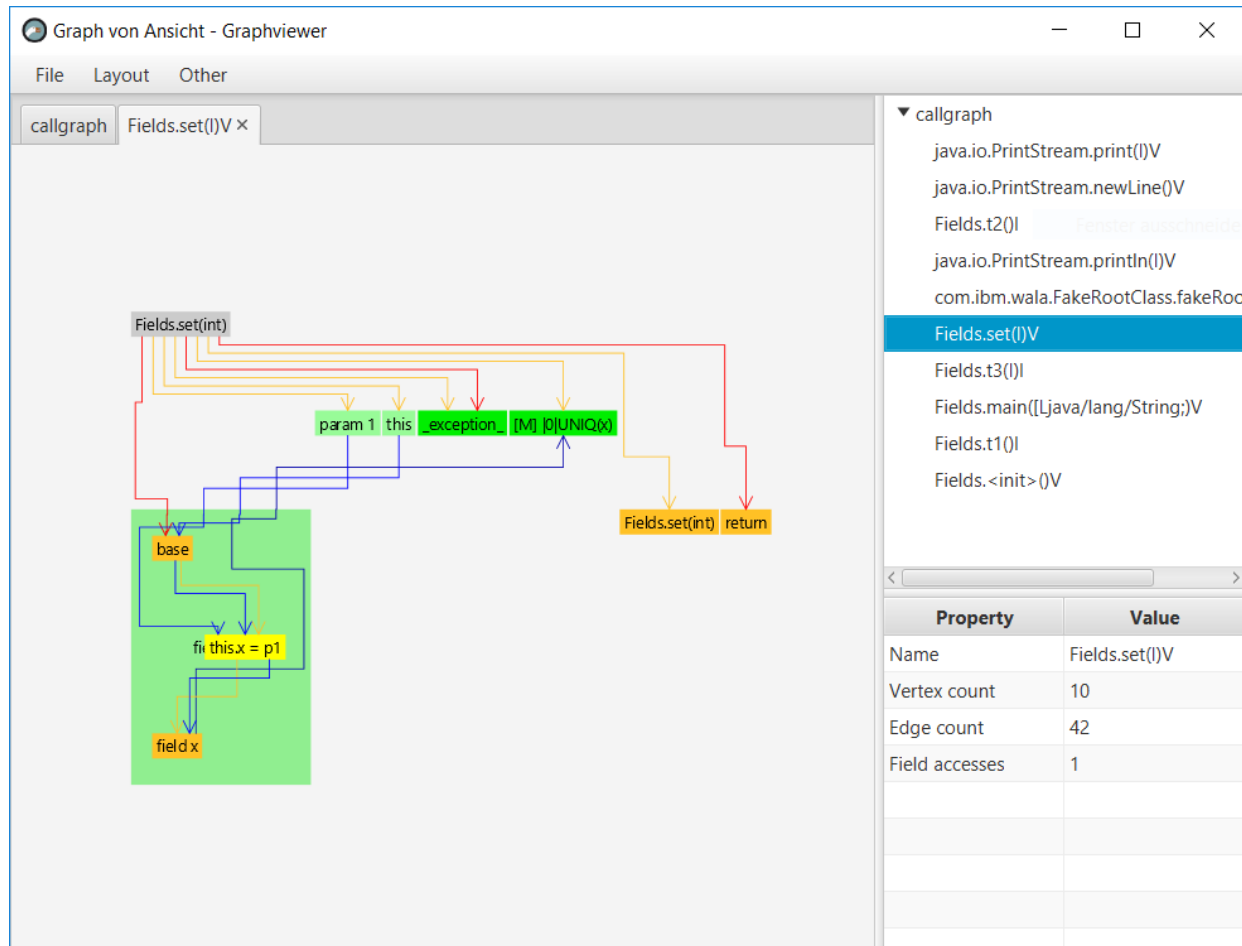 Graph von Ansicht - Graphviewer
File Layout Other
callgraph Fields.set(I)V ×
callgraph
java.io.PrintStream.print(I)V
java.io.PrintStream.newLine()V
Fields.t2()I
Fenster ausschneide
java.io.PrintStream.println(I)V
com.ibm.wala.FakeRootClass.fakeRoo
Fields.set(I)V
Fields.t3(I)I
Fields.main([Ljava/lang/String;)V
Fields.t1()I
Fields.<init>()V
Fields.set(int)
param 1 this _exception_ [M] |0|UNIQ(x)
Fields.set(int) return
base
this.x = p1
field x
Property Value
Name Fields.set(I)V
Vertex count 10
Edge count 42
Field accesses 1